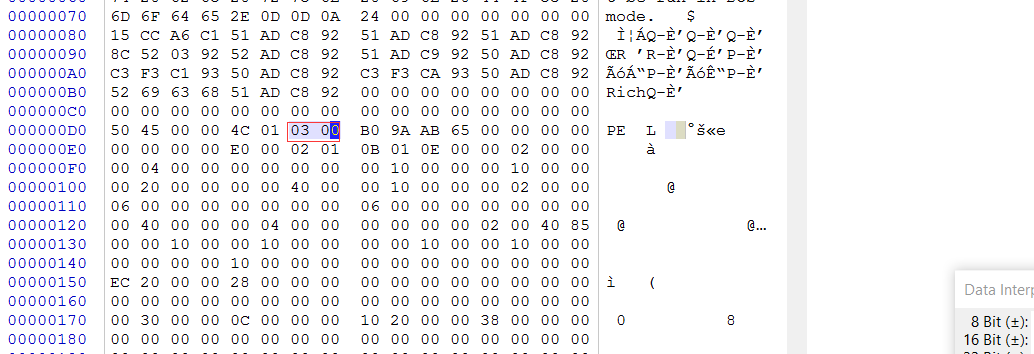 00000070 6D 6F 64 65 2E 0D 0D 0A 24 00 00 00 00 00 00 00 mode. $
00000080 15 CC A6 C1 51 AD C8 92 51 AD C8 92 51 AD C8 92 Ì¦ÁQ-È’Q-È’Q-È’
00000090 8C 52 03 92 52 AD C8 92 51 AD C9 92 50 AD C8 92 ŒR ’R-È’Q-É’P-È’
000000A0 C3 F3 C1 93 50 AD C8 92 C3 F3 CA 93 50 AD C8 92 ÃóÁ“P-È’ÃóÊ“P-È’
000000B0 52 69 63 68 51 AD C8 92 00 00 00 00 00 00 00 00 RichQ-È’
000000C0 00 00 00 00 00 00 00 00 00 00 00 00 00 00 00 00
000000D0 50 45 00 00 4C 01 03 00 B0 9A AB 65 00 00 00 00 PE L °š«e
000000E0 00 00 00 00 E0 00 02 01 0B 01 0E 00 00 02 00 00 à
000000F0 00 04 00 00 00 00 00 00 00 10 00 00 00 10 00 00
00000100 00 20 00 00 00 00 40 00 00 10 00 00 00 02 00 00 @
00000110 06 00 00 00 00 00 00 00 06 00 00 00 00 00 00 00
00000120 00 40 00 00 00 04 00 00 00 00 00 00 02 00 40 85 @ @…
00000130 00 00 10 00 00 10 00 00 00 00 10 00 00 10 00 00
00000140 00 00 00 00 10 00 00 00 00 00 00 00 00 00 00 00
00000150 EC 20 00 00 28 00 00 00 00 00 00 00 00 00 00 00 ì (
00000160 00 00 00 00 00 00 00 00 00 00 00 00 00 00 00 00
00000170 00 30 00 00 0C 00 00 00 10 20 00 00 38 00 00 00 0 8
00000180 00 00 00 00 00 00 00 00 00 00 00 00 00 00 00 00
Data Interp
8 Bit (±):
16 Bit (±):